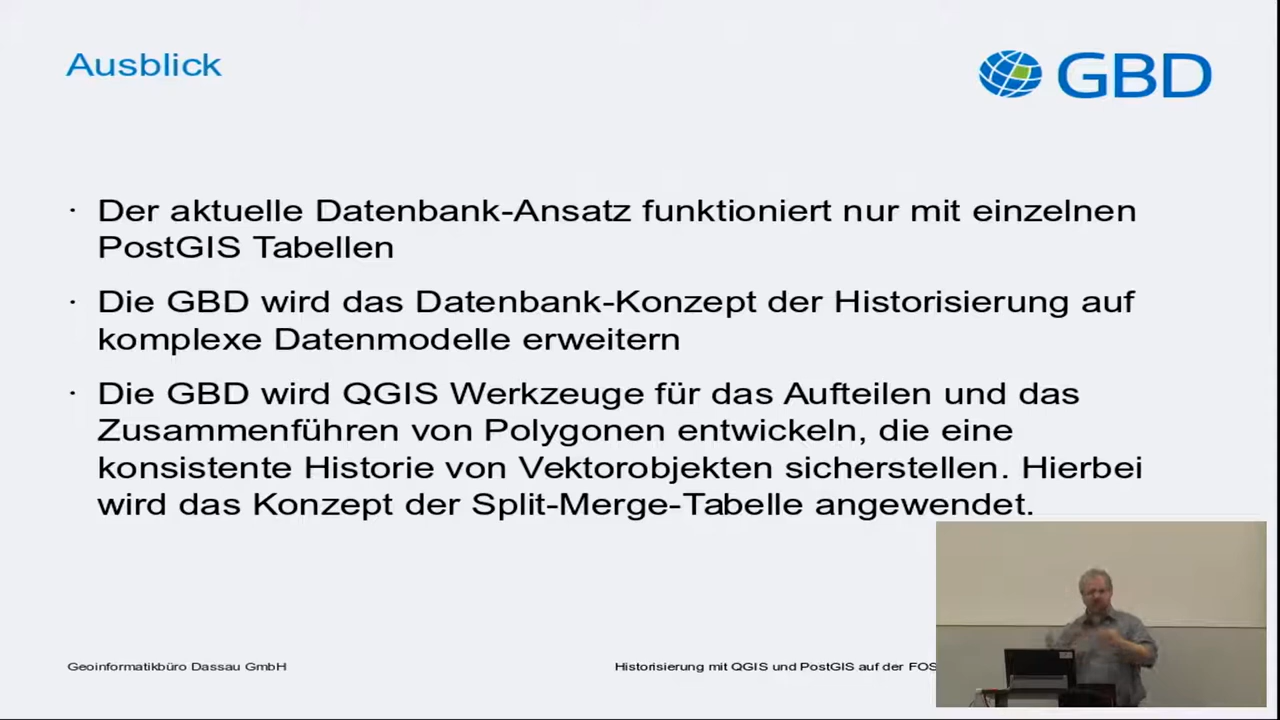 Ausblick
GBD
· Der aktuelle Datenbank-Ansatz funktioniert nur mit einzelnen
PostGIS Tabellen
· Die GBD wird das Datenbank-Konzept der Historisierung auf
komplexe Datenmodelle erweitern
· Die GBD wird QGIS Werkzeuge für das Aufteilen und das
Zusammenführen von Polygonen entwickeln, die eine
konsistente Historie von Vektorobjekten sicherstellen. Hierbei
wird das Konzept der Split-Merge-Tabelle angewendet.
Geoinformatikbüro Dassau GmbH
Historisierung mit QGIS und PostGIS auf der FOS